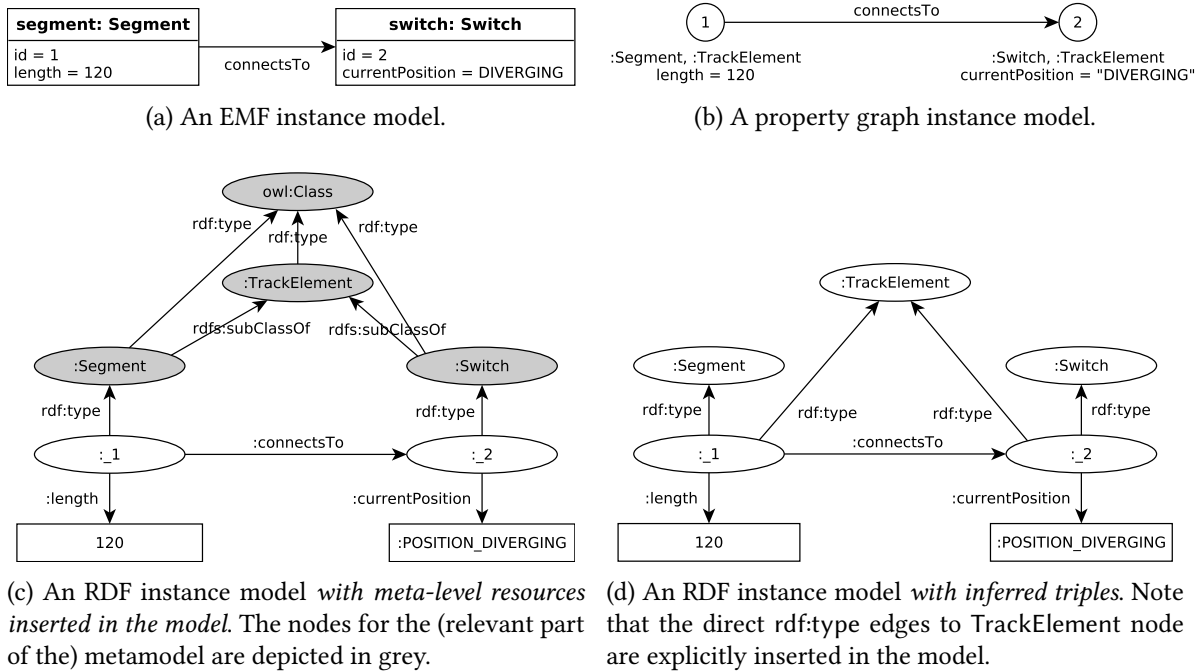 segment: Segment
id = 1
length = 120
connectsTo
switch: Switch
id = 2
currentPosition = DIVERGING
(a) An EMF instance model.
1
connectsTo
2
:Segment, :TrackElement
length = 120
:Switch, :TrackElement
currentPosition = "DIVERGING"
(b) A property graph instance model.
owl:Class
rdf:type
rdf:type
rdf:type
:TrackElement
rdfs:subClassOf
rdfs:subClassOf
:Segment
:Switch
rdf:type
rdf:type
:_1
:connectsTo
:_2
:length
:currentPosition
120
:POSITION_DIVERGING
(c) An RDF instance model with meta-level resources
inserted in the model. The nodes for the (relevant part
of the) metamodel are depicted in grey.
:TrackElement
:Segment
:Switch
rdf:type
rdf:type
rdf:type
rdf:type
:_1
:connectsTo
:_2
:length
:currentPosition
120
:POSITION_DIVERGING
(d) An RDF instance model with inferred triples. Note
that the direct rdf:type edges to TrackElement node
are explicitly inserted in the model.